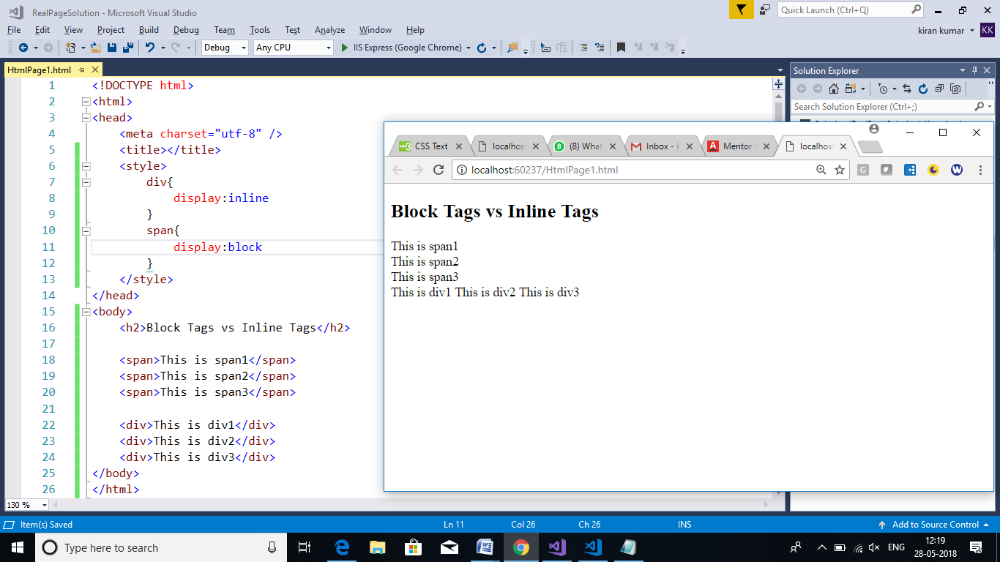 RealPageSolution - Microsoft Visual Studio
Quick Launch (Ctrl+Q)
File Edit View Project Build Debug Team Tools Test Analyze Window Help
kiran kumar KK
Debug Any CPU IIS Express (Google Chrome)
HtmlPage1.html
1 <!DOCTYPE html>
2 <html>
3 <head>
4 <meta charset="utf-8" />
5 <title></title>
6 <style>
7 div{
8 display:inline
9 }
10 span{
11 display:block
12 }
13 </style>
14 </head>
15 <body>
16 <h2>Block Tags vs Inline Tags</h2>
17
18 <span>This is span1</span>
19 <span>This is span2</span>
20 <span>This is span3</span>
21
22 <div>This is div1</div>
23 <div>This is div2</div>
24 <div>This is div3</div>
25 </body>
26 </html>
130 %
Solution Explorer
Search Solution Explorer (Ctrl+;)
CSS Text localhost (8) What Inbox - k Mentor D localhost
localhost:60237/HtmlPage1.html
Block Tags vs Inline Tags
This is span1
This is span2
This is span3
This is div1 This is div2 This is div3
Item(s) Saved Ln 11 Col 26 Ch 26 INS Add to Source Control
Type here to search
ENG
12:19
28-05-2018